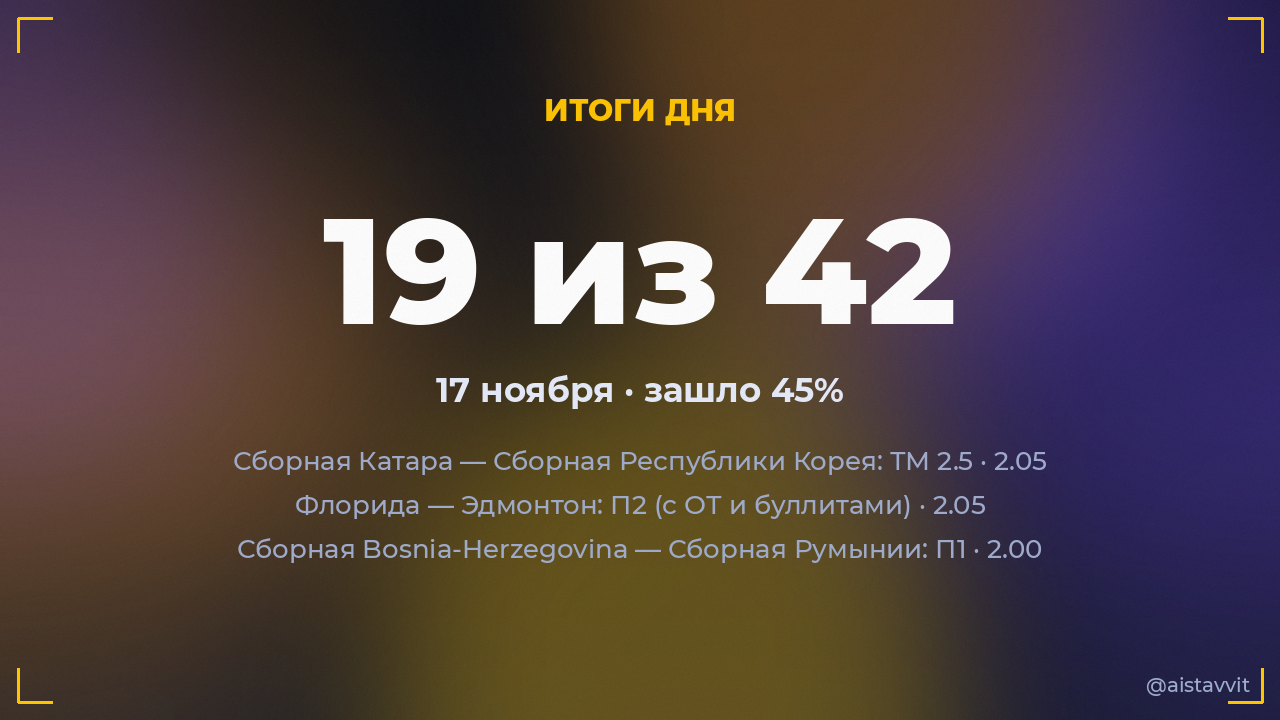 ИТОГИ ДНЯ
19 из 42
17 ноября · зашло 45%
Сборная Катара — Сборная Республики Корея: ТМ 2.5 · 2.05
Флорида — Эдмонтон: П2 (с ОТ и буллитами) · 2.05
Сборная Bosnia-Herzegovina — Сборная Румынии: П1 · 2.00
@aistavvit